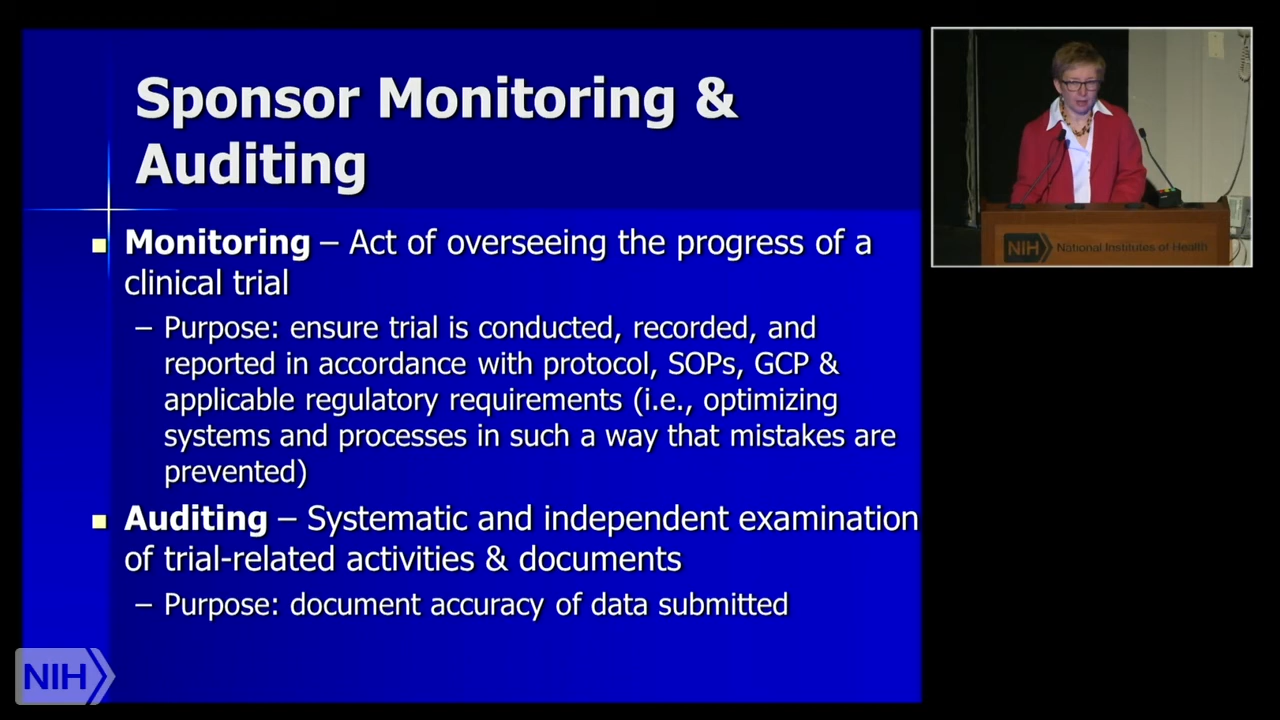 Sponsor Monitoring &
Auditing
Monitoring – Act of overseeing the progress of a
clinical trial
– Purpose: ensure trial is conducted, recorded, and
reported in accordance with protocol, SOPs, GCP &
applicable regulatory requirements (i.e., optimizing
systems and processes in such a way that mistakes are
prevented)
Auditing – Systematic and independent examination
of trial-related activities & documents
– Purpose: document accuracy of data submitted
NIH
NIH National Institutes of Health